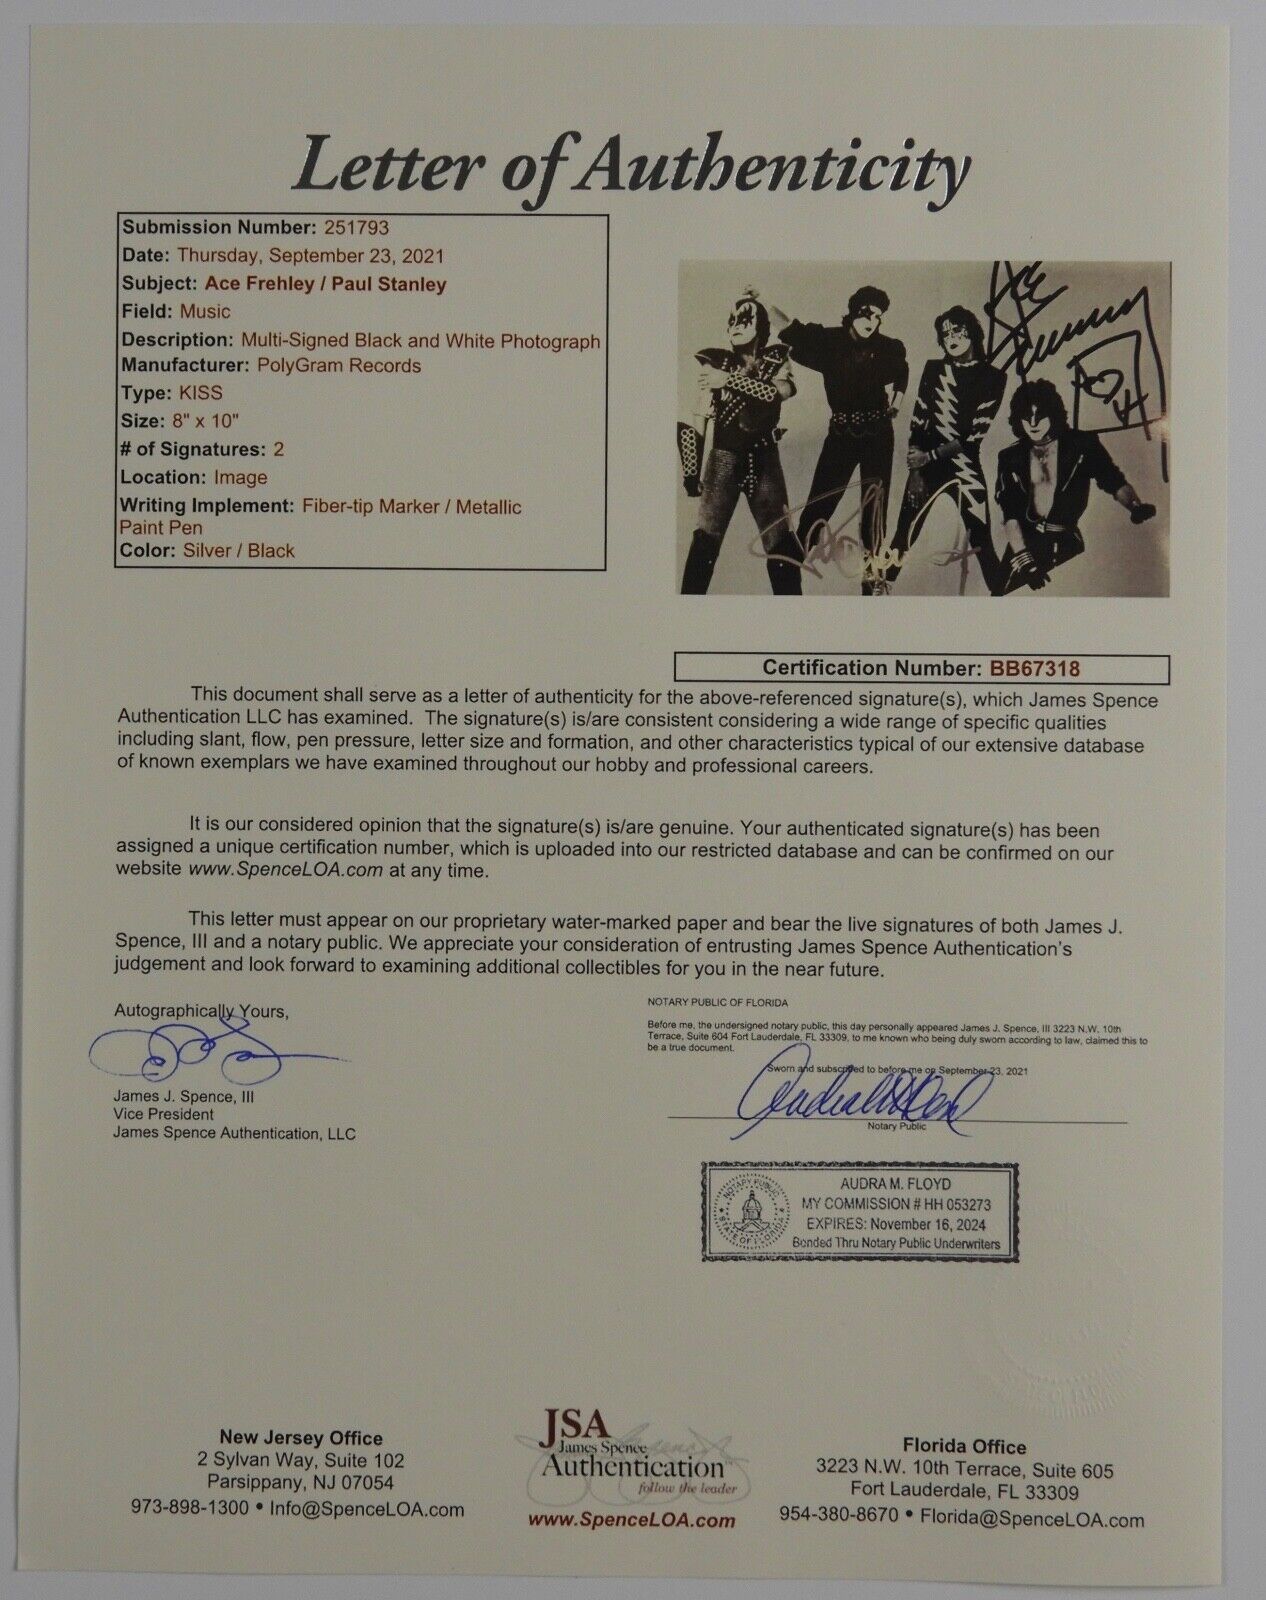 Letter of Authenticity
Submission Number: 251793
Date: Thursday, September 23, 2021
Subject: Ace Frehley / Paul Stanley
Field: Music
Description: Multi-Signed Black and White Photograph
Manufacturer: PolyGram Records
Type: KISS
Size: 8" x 10"
# of Signatures: 2
Location: Image
Writing Implement: Fiber-tip Marker / Metallic
Paint Pen
Color: Silver / Black
Certification Number: BB67318
This document shall serve as a letter of authenticity for the above-referenced signature(s), which James Spence
Authentication LLC has examined. The signature(s) is/are consistent considering a wide range of specific qualities
including slant, flow, pen pressure, letter size and formation, and other characteristics typical of our extensive database
of known exemplars we have examined throughout our hobby and professional careers.
It is our considered opinion that the signature(s) is/are genuine. Your authenticated signature(s) has been
assigned a unique certification number, which is uploaded into our restricted database and can be confirmed on our
website www.SpenceLOA.com at any time.
This letter must appear on our proprietary water-marked paper and bear the live signatures of both James J.
Spence, III and a notary public. We appreciate your consideration of entrusting James Spence Authentication's
judgement and look forward to examining additional collectibles for you in the near future.
Autographically Yours,
James J. Spence, III
Vice President
James Spence Authentication, LLC
NOTARY PUBLIC OF FLORIDA
Before me, the undersigned notary public, this day personally appeared James J. Spence, III 3223 N.W. 10th
Terrace, Suite 604 Fort Lauderdale, FL 33309, to me known who being duly sworn according to law, claimed this to
be a true document.
Sworn and subscribed to before me on September 23, 2021
Notary Public
NOTARY PUBLIC
STATE OF FLORIDA
AUDRA M. FLOYD
MY COMMISSION # HH 053273
EXPIRES: November 16, 2024
Bonded Thru Notary Public Underwriters
New Jersey Office
2 Sylvan Way, Suite 102
Parsippany, NJ 07054
973-898-1300 • Info@SpenceLOA.com
JSA
James Spence
Authentication™
follow the leader
www.SpenceLOA.com
Florida Office
3223 N.W. 10th Terrace, Suite 605
Fort Lauderdale, FL 33309
954-380-8670 • Florida@SpenceLOA.com